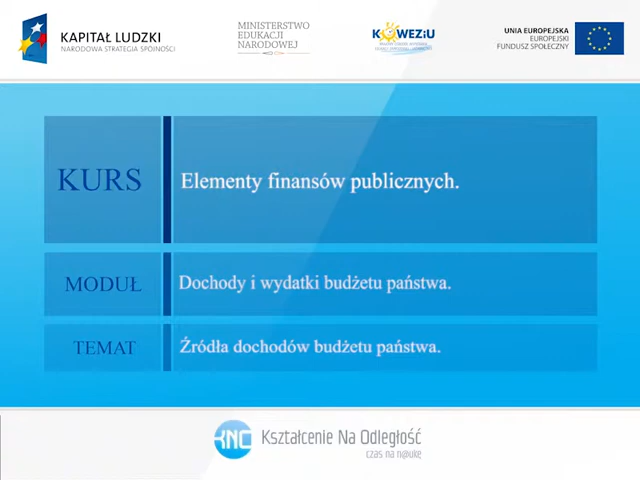 KAPITAŁ LUDZKI
NARODOWA STRATEGIA SPÓJNOŚCI
MINISTERSTWO
EDUKACJI
NARODOWEJ
KOWEZiU
UNIA EUROPEJSKA
EUROPEJSKI
FUNDUSZ SPOŁECZNY
KURS
Elementy finansów publicznych.
MODUŁ
Dochody i wydatki budżetu państwa.
TEMAT
Źródła dochodów budżetu państwa.
KNO
Kształcenie Na Odległość
czas na n@ukę